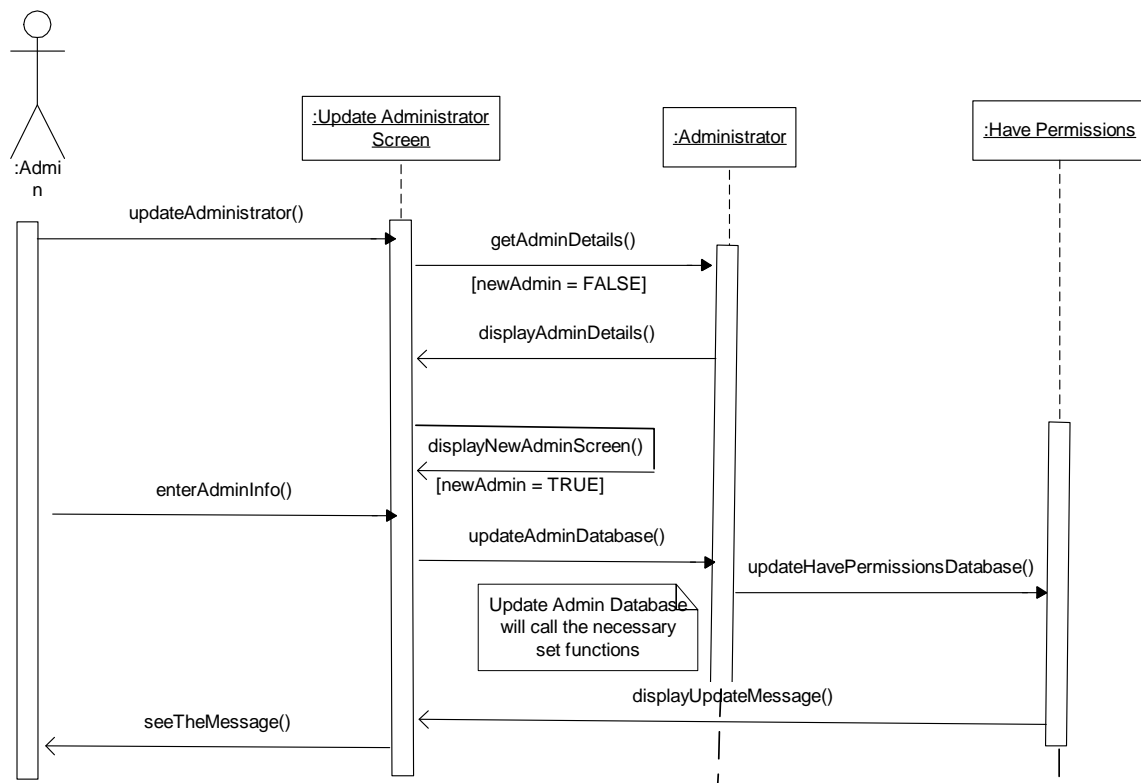 :Update Administrator
Screen
:Administrator
:Have Permissions
:Admi
n
updateAdministrator()
getAdminDetails()
[newAdmin = FALSE]
displayAdminDetails()
displayNewAdminScreen()
[newAdmin = TRUE]
enterAdminInfo()
updateAdminDatabase()
updateHavePermissionsDatabase()
Update Admin Database
will call the necessary
set functions
displayUpdateMessage()
seeTheMessage()